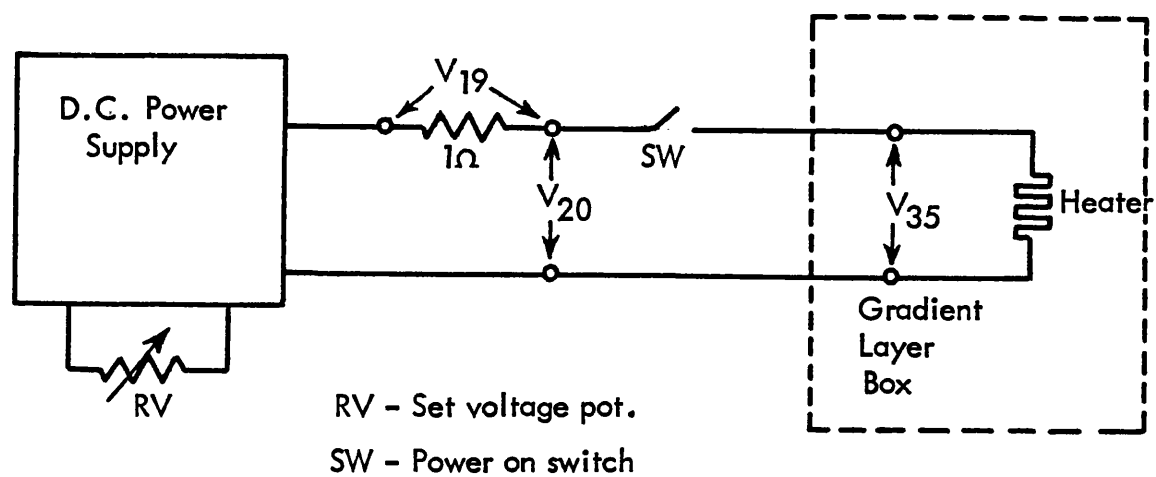 D.C. Power
Supply
V19
1Ω
SW
V20
V35
Heater
Gradient
Layer
Box
RV
RV - Set voltage pot.
SW - Power on switch